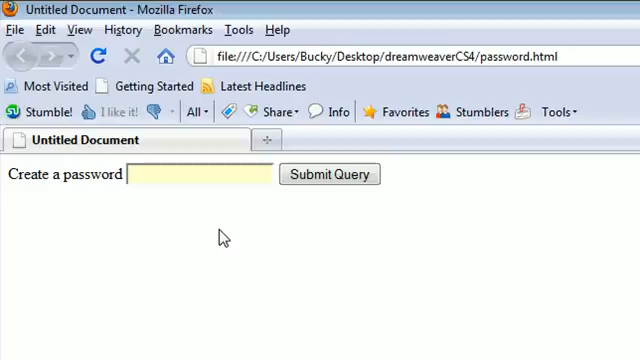 Untitled Document - Mozilla Firefox
File Edit View History Bookmarks Tools Help
file:///C:/Users/Bucky/Desktop/dreamweaverCS4/password.html
Most Visited Getting Started Latest Headlines
Stumble! I like it! All Share Info Favorites Stumblers Tools
Untitled Document
Create a password Submit Query